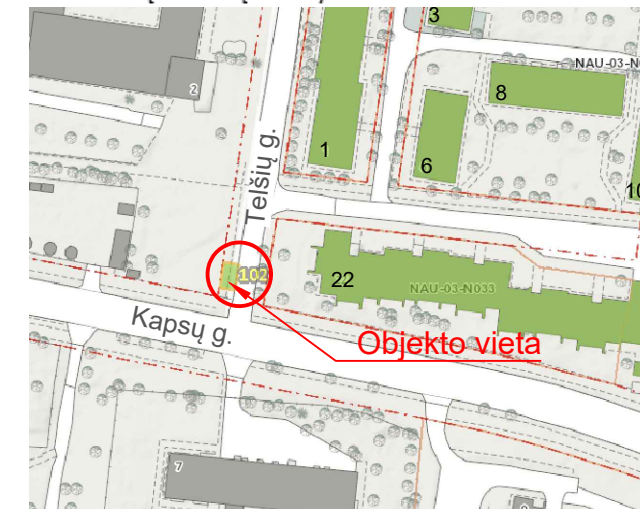 3
NAU-03-N
2
8
1
6
10
Telšių g.
102
22
NAU-03-N033
Kapsų g.
Objekto vieta
7